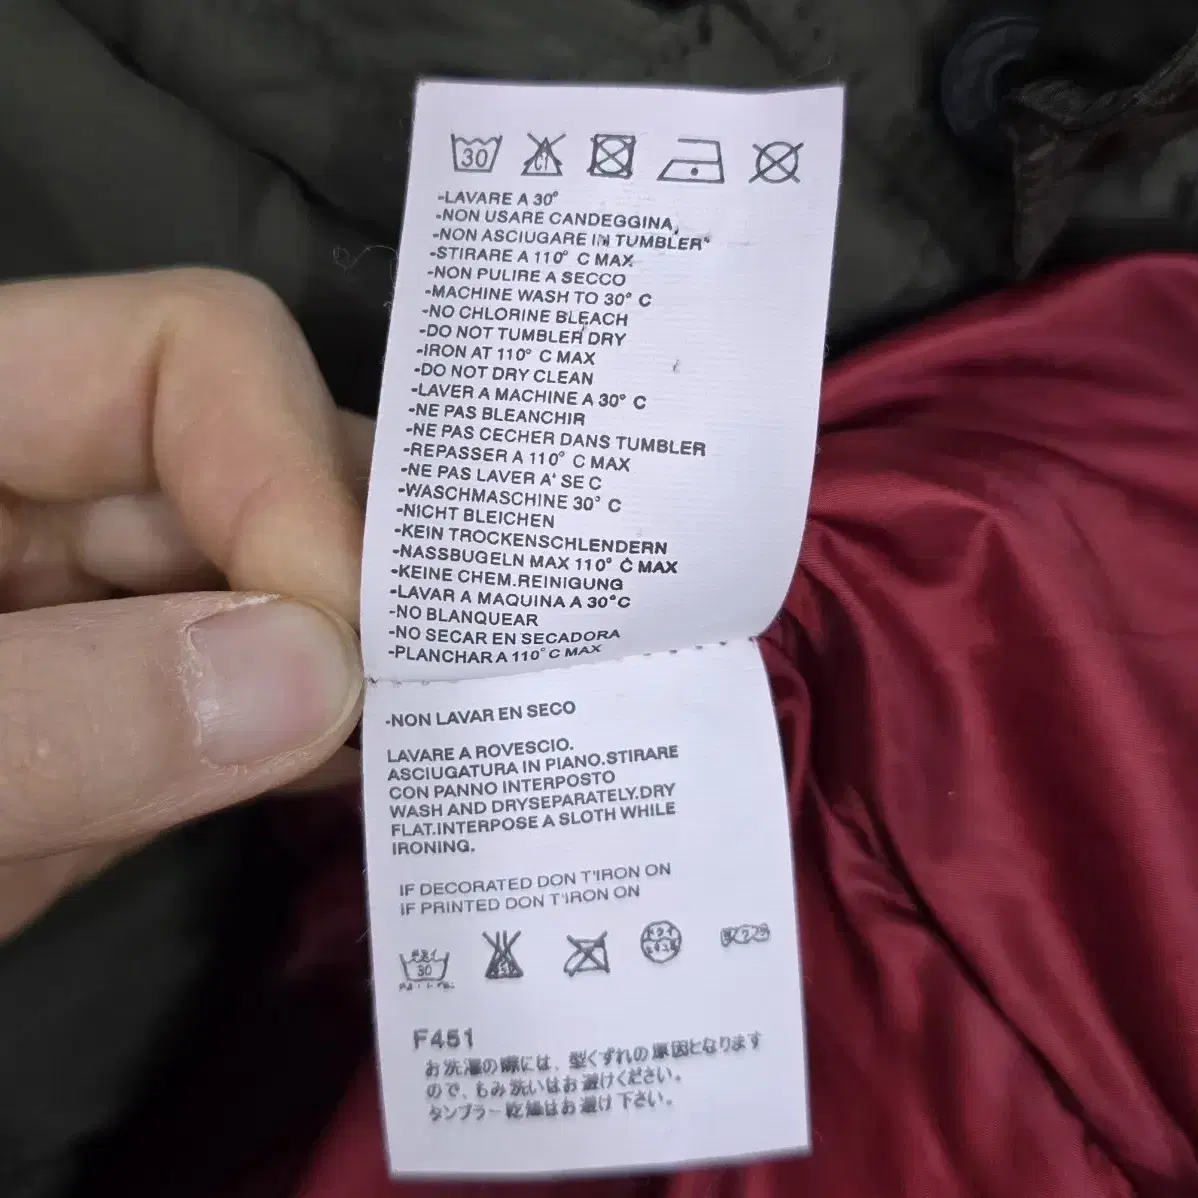 30 CL
-LAVARE A 30°
-NON USARE CANDEGGINA
-NON ASCIUGARE IN TUMBLER
-STIRARE A 110° C MAX
-NON PULIRE A SECCO
-MACHINE WASH TO 30° C
-NO CHLORINE BLEACH
-DO NOT TUMBLER DRY
-IRON AT 110° C MAX
-DO NOT DRY CLEAN
-LAVER A MACHINE A 30° C
-NE PAS BLEANCHIR
-NE PAS CECHER DANS TUMBLER
-REPASSER A 110° C MAX
-NE PAS LAVER A' SE C
-WASCHMASCHINE 30° C
-NICHT BLEICHEN
-KEIN TROCKENSCHLENDERN
-NASSBUGELN MAX 110° C MAX
-KEINE CHEM.REINIGUNG
-LAVAR A MAQUINA A 30°C
-NO BLANQUEAR
-NO SECAR EN SECADORA
-PLANCHAR A 110°C MAX
-NON LAVAR EN SECO
LAVARE A ROVESCIO.
ASCIUGATURA IN PIANO.STIRARE
CON PANNO INTERPOSTO
WASH AND DRYSEPARATELY.DRY
FLAT.INTERPOSE A SLOTH WHILE
IRONING.
IF DECORATED DON T'IRON ON
IF PRINTED DON T'IRON ON
30
F451
お洗濯の際には、型くずれの原因となります
ので、もみ洗いはお避けください。
タンブラー乾燥はお避け下さい。